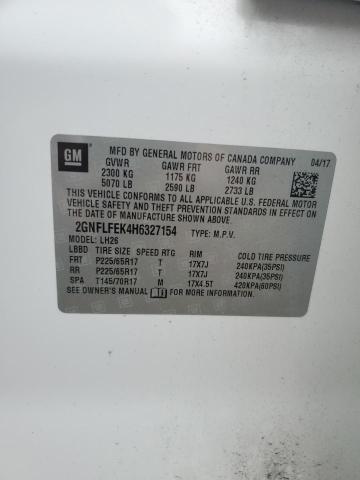 GM
MFD BY GENERAL MOTORS OF CANADA COMPANY 04/17
GVWR GAWR FRT GAWR RR
2300 KG 1175 KG 1240 KG
5070 LB 2590 LB 2733 LB
THIS VEHICLE CONFORMS TO ALL APPLICABLE U.S. FEDERAL MOTOR
VEHICLE SAFETY AND THEFT PREVENTION STANDARDS IN
EFFECT ON THE DATE OF MANUFACTURE SHOWN ABOVE.
2GNFLFEK4H6327154 TYPE: M.P.V.
MODEL: LH26
LBBD TIRE SIZE SPEED RTG RIM COLD TIRE PRESSURE
FRT P225/65R17 T 17X7J 240KPA(35PSI)
RR P225/65R17 T 17X7J 240KPA(35PSI)
SPA T145/70R17 M 17X4.5T 420KPA(60PSI)
SEE OWNER'S MANUAL FOR MORE INFORMATION.